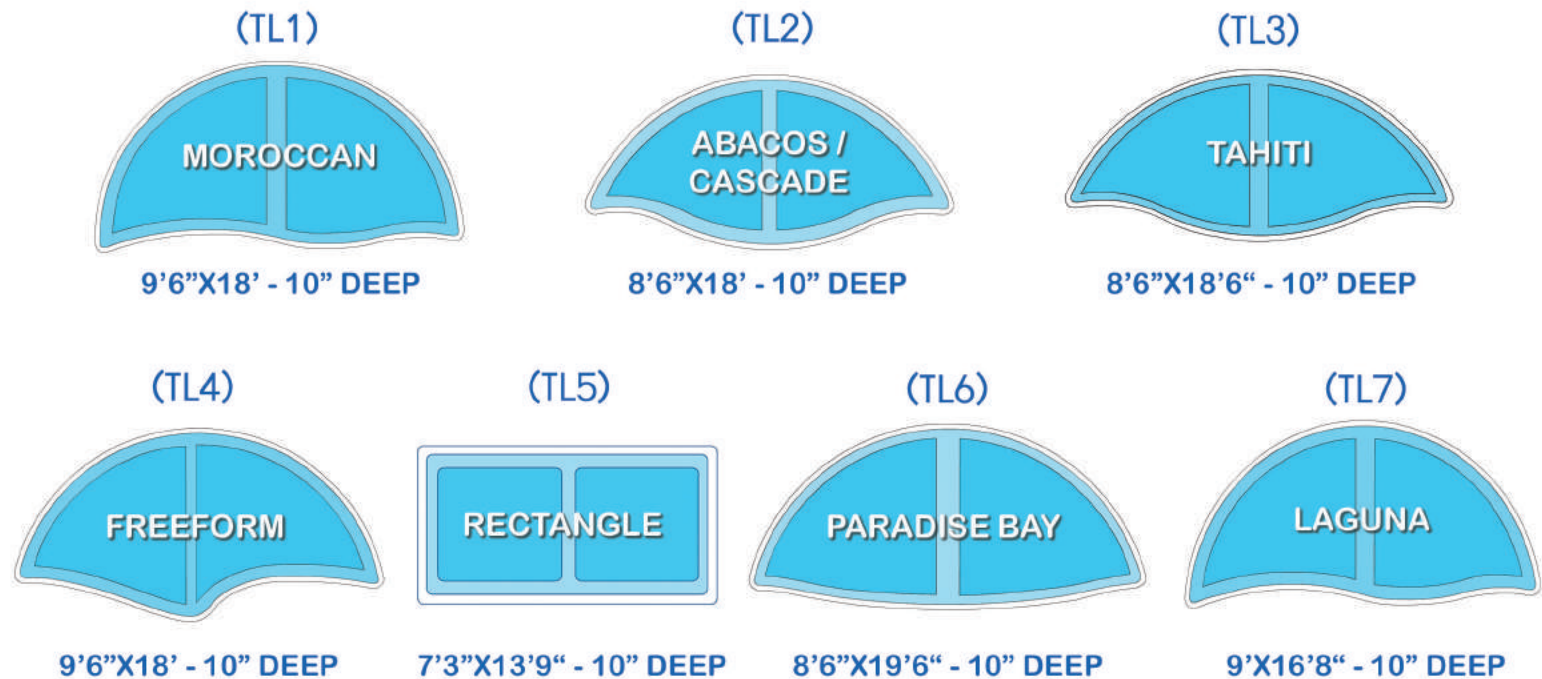 (TL1)
(TL2)
(TL3)
MOROCCAN
ABACOS /
CASCADE
TAHITI
9’6”X18’ - 10” DEEP
8’6”X18’ - 10” DEEP
8’6”X18’6“ - 10” DEEP
(TL4)
(TL5)
(TL6)
(TL7)
FREEFORM
RECTANGLE
PARADISE BAY
LAGUNA
9’6”X18’ - 10” DEEP
7’3”X13’9“ - 10” DEEP
8’6”X19’6“ - 10” DEEP
9’X16’8“ - 10” DEEP